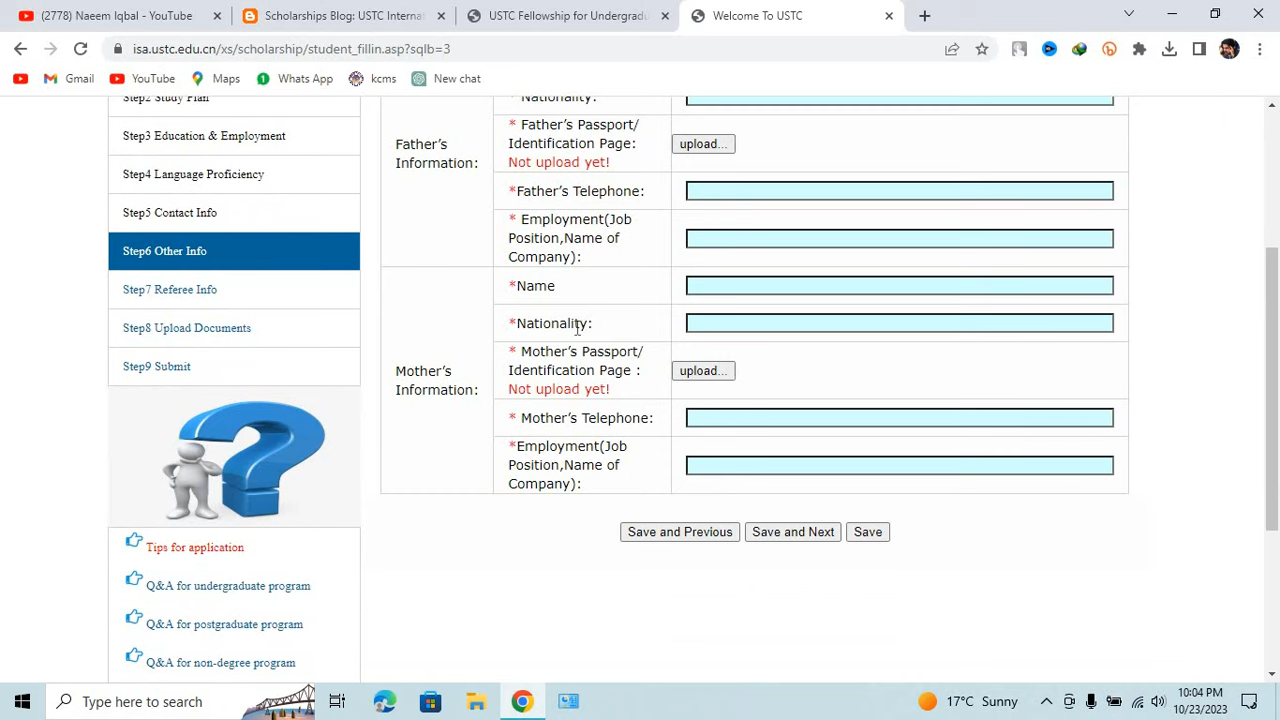 (2778) Naeem Iqbal - YouTube
Scholarships Blog: USTC Interna
USTC Fellowship for Undergradu
Welcome To USTC
isa.ustc.edu.cn/xs/scholarship/student_fillin.asp?sqlb=3
Gmail
YouTube
Maps
Whats App
kcms
New chat
Step2 Study Plan
Step3 Education & Employment
Step4 Language Proficiency
Step5 Contact Info
Step6 Other Info
Step7 Referee Info
Step8 Upload Documents
Step9 Submit
Tips for application
Q&A for undergraduate program
Q&A for postgraduate program
Q&A for non-degree program
Father's
Information:
*Nationality:
* Father's Passport/
Identification Page:
Not upload yet!
upload...
*Father's Telephone:
* Employment(Job
Position,Name of
Company):
Mother's
Information:
*Name
*Nationality:
* Mother's Passport/
Identification Page :
Not upload yet!
upload...
* Mother's Telephone:
*Employment(Job
Position,Name of
Company):
Save and Previous
Save and Next
Save
Type here to search
17°C Sunny
10:04 PM
10/23/2023